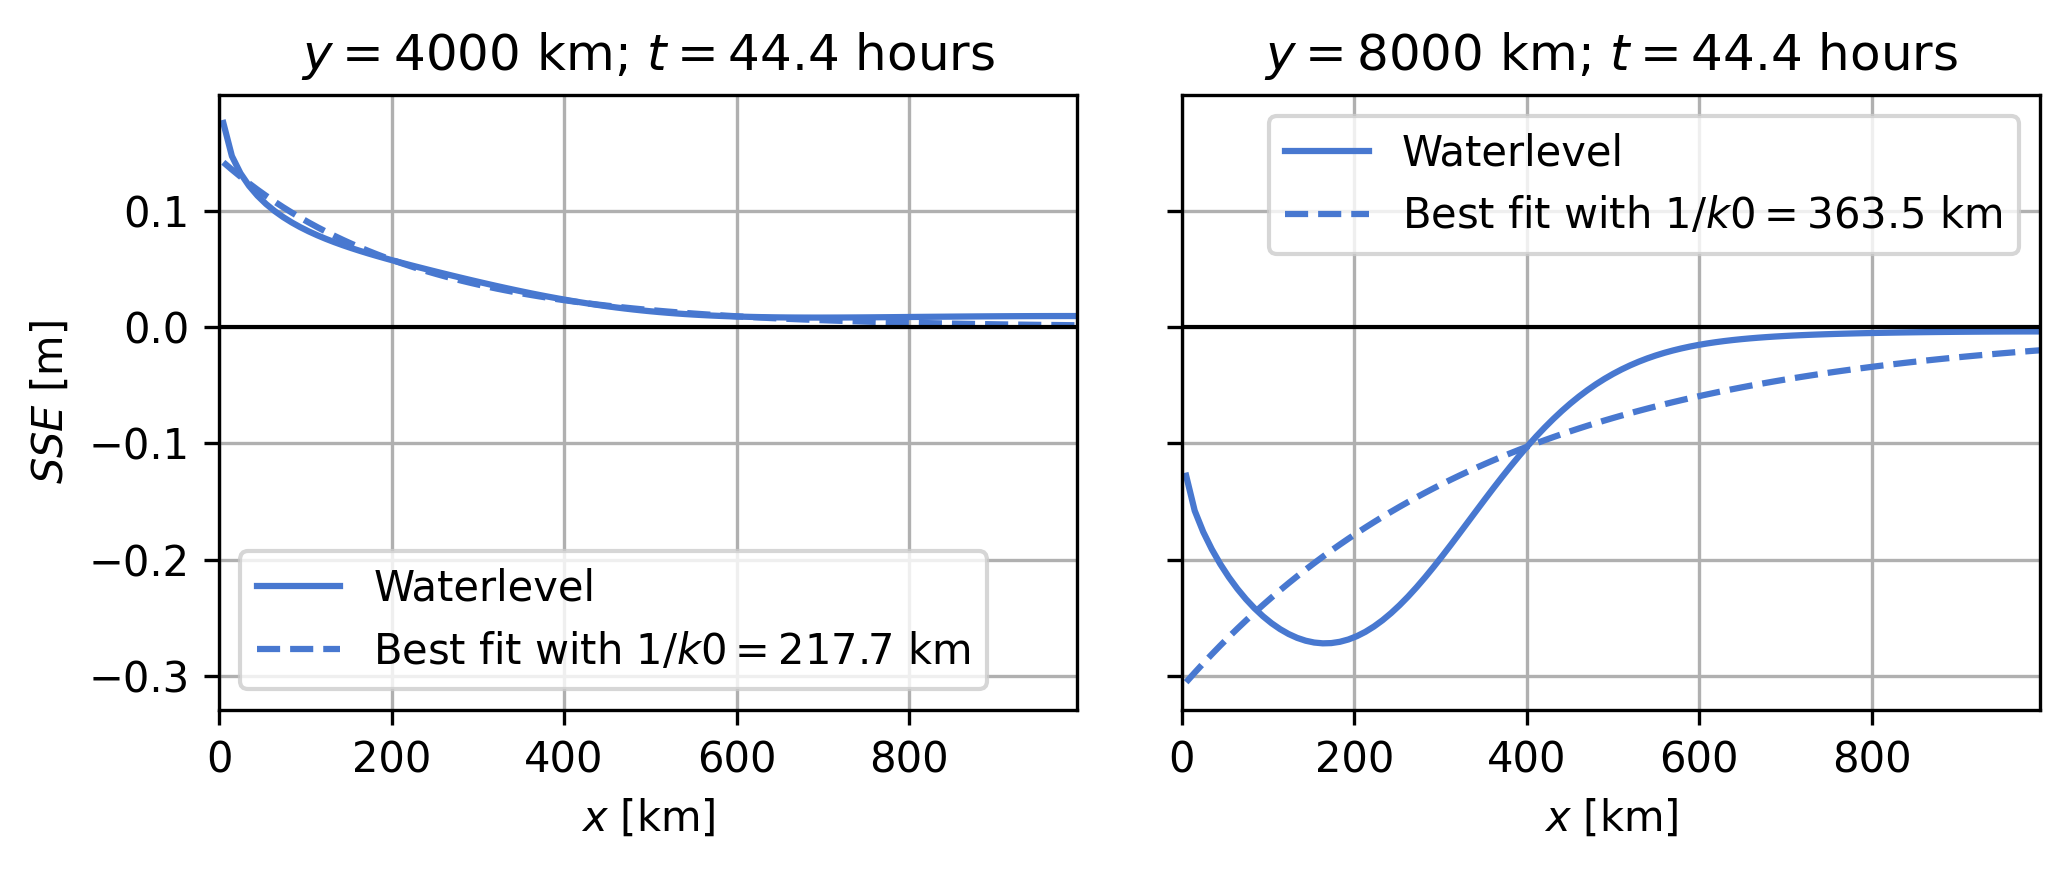 y = 4000 km; t = 44.4 hours
SSE [m]
0.1
0.0
−0.1
−0.2
−0.3
Waterlevel
Best fit with 1/k0 = 217.7 km
0 200 400 600 800
x [km]
y = 8000 km; t = 44.4 hours
Waterlevel
Best fit with 1/k0 = 363.5 km
0 200 400 600 800
x [km]